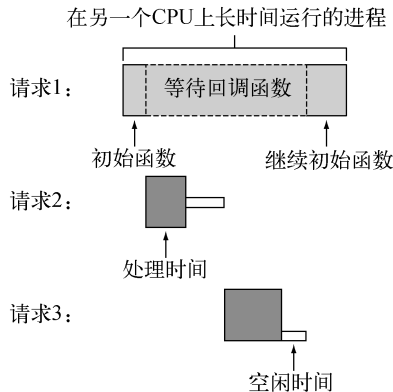 在另一个CPU上长时间运行的进程
请求1：
等待回调函数
初始函数
继续初始函数
请求2：
处理时间
请求3：
空闲时间